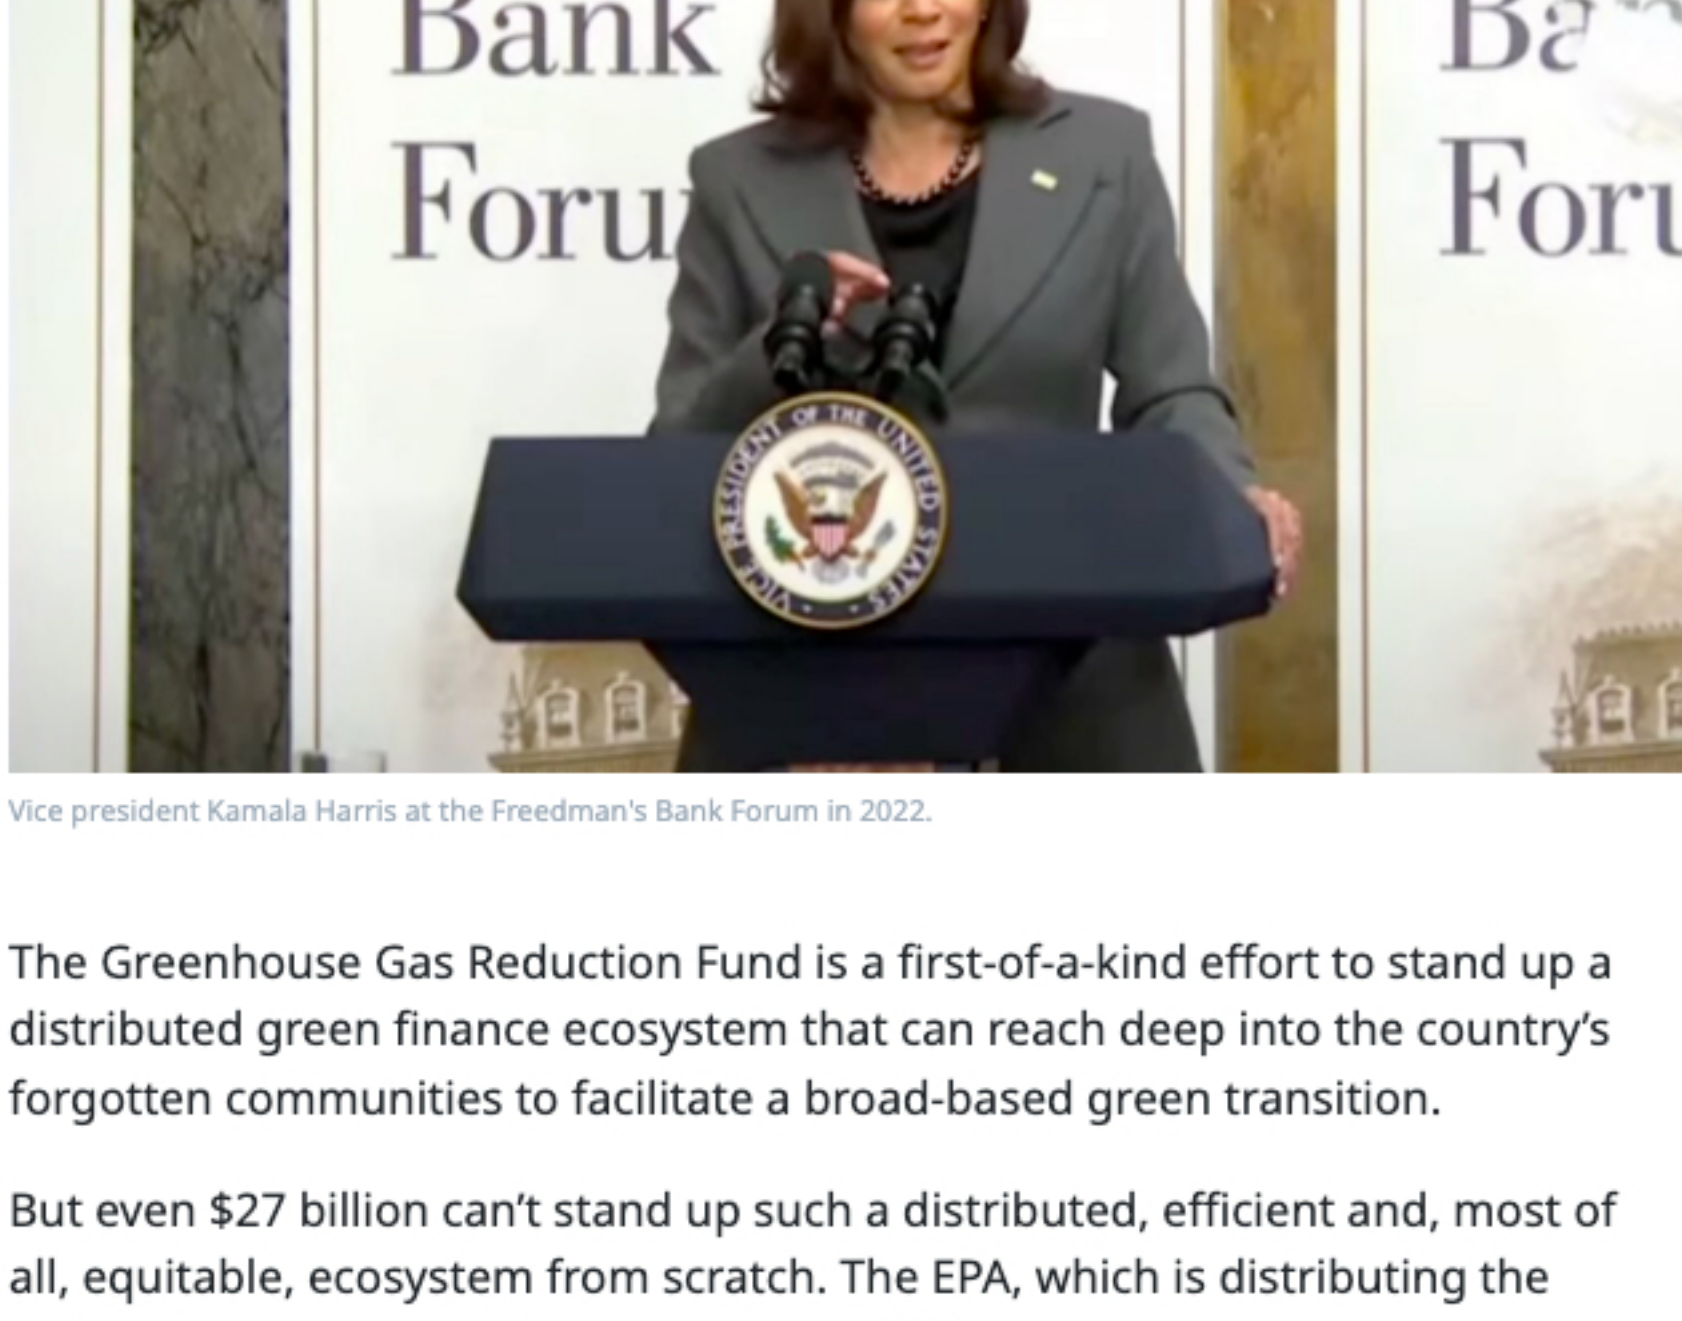 Bank
Foru
Ba
Foru
VICE PRESIDENT OF THE UNITED STATES
Vice president Kamala Harris at the Freedman's Bank Forum in 2022.
The Greenhouse Gas Reduction Fund is a first-of-a-kind effort to stand up a
distributed green finance ecosystem that can reach deep into the country’s
forgotten communities to facilitate a broad-based green transition.
But even $27 billion can’t stand up such a distributed, efficient and, most of
all, equitable, ecosystem from scratch. The EPA, which is distributing the